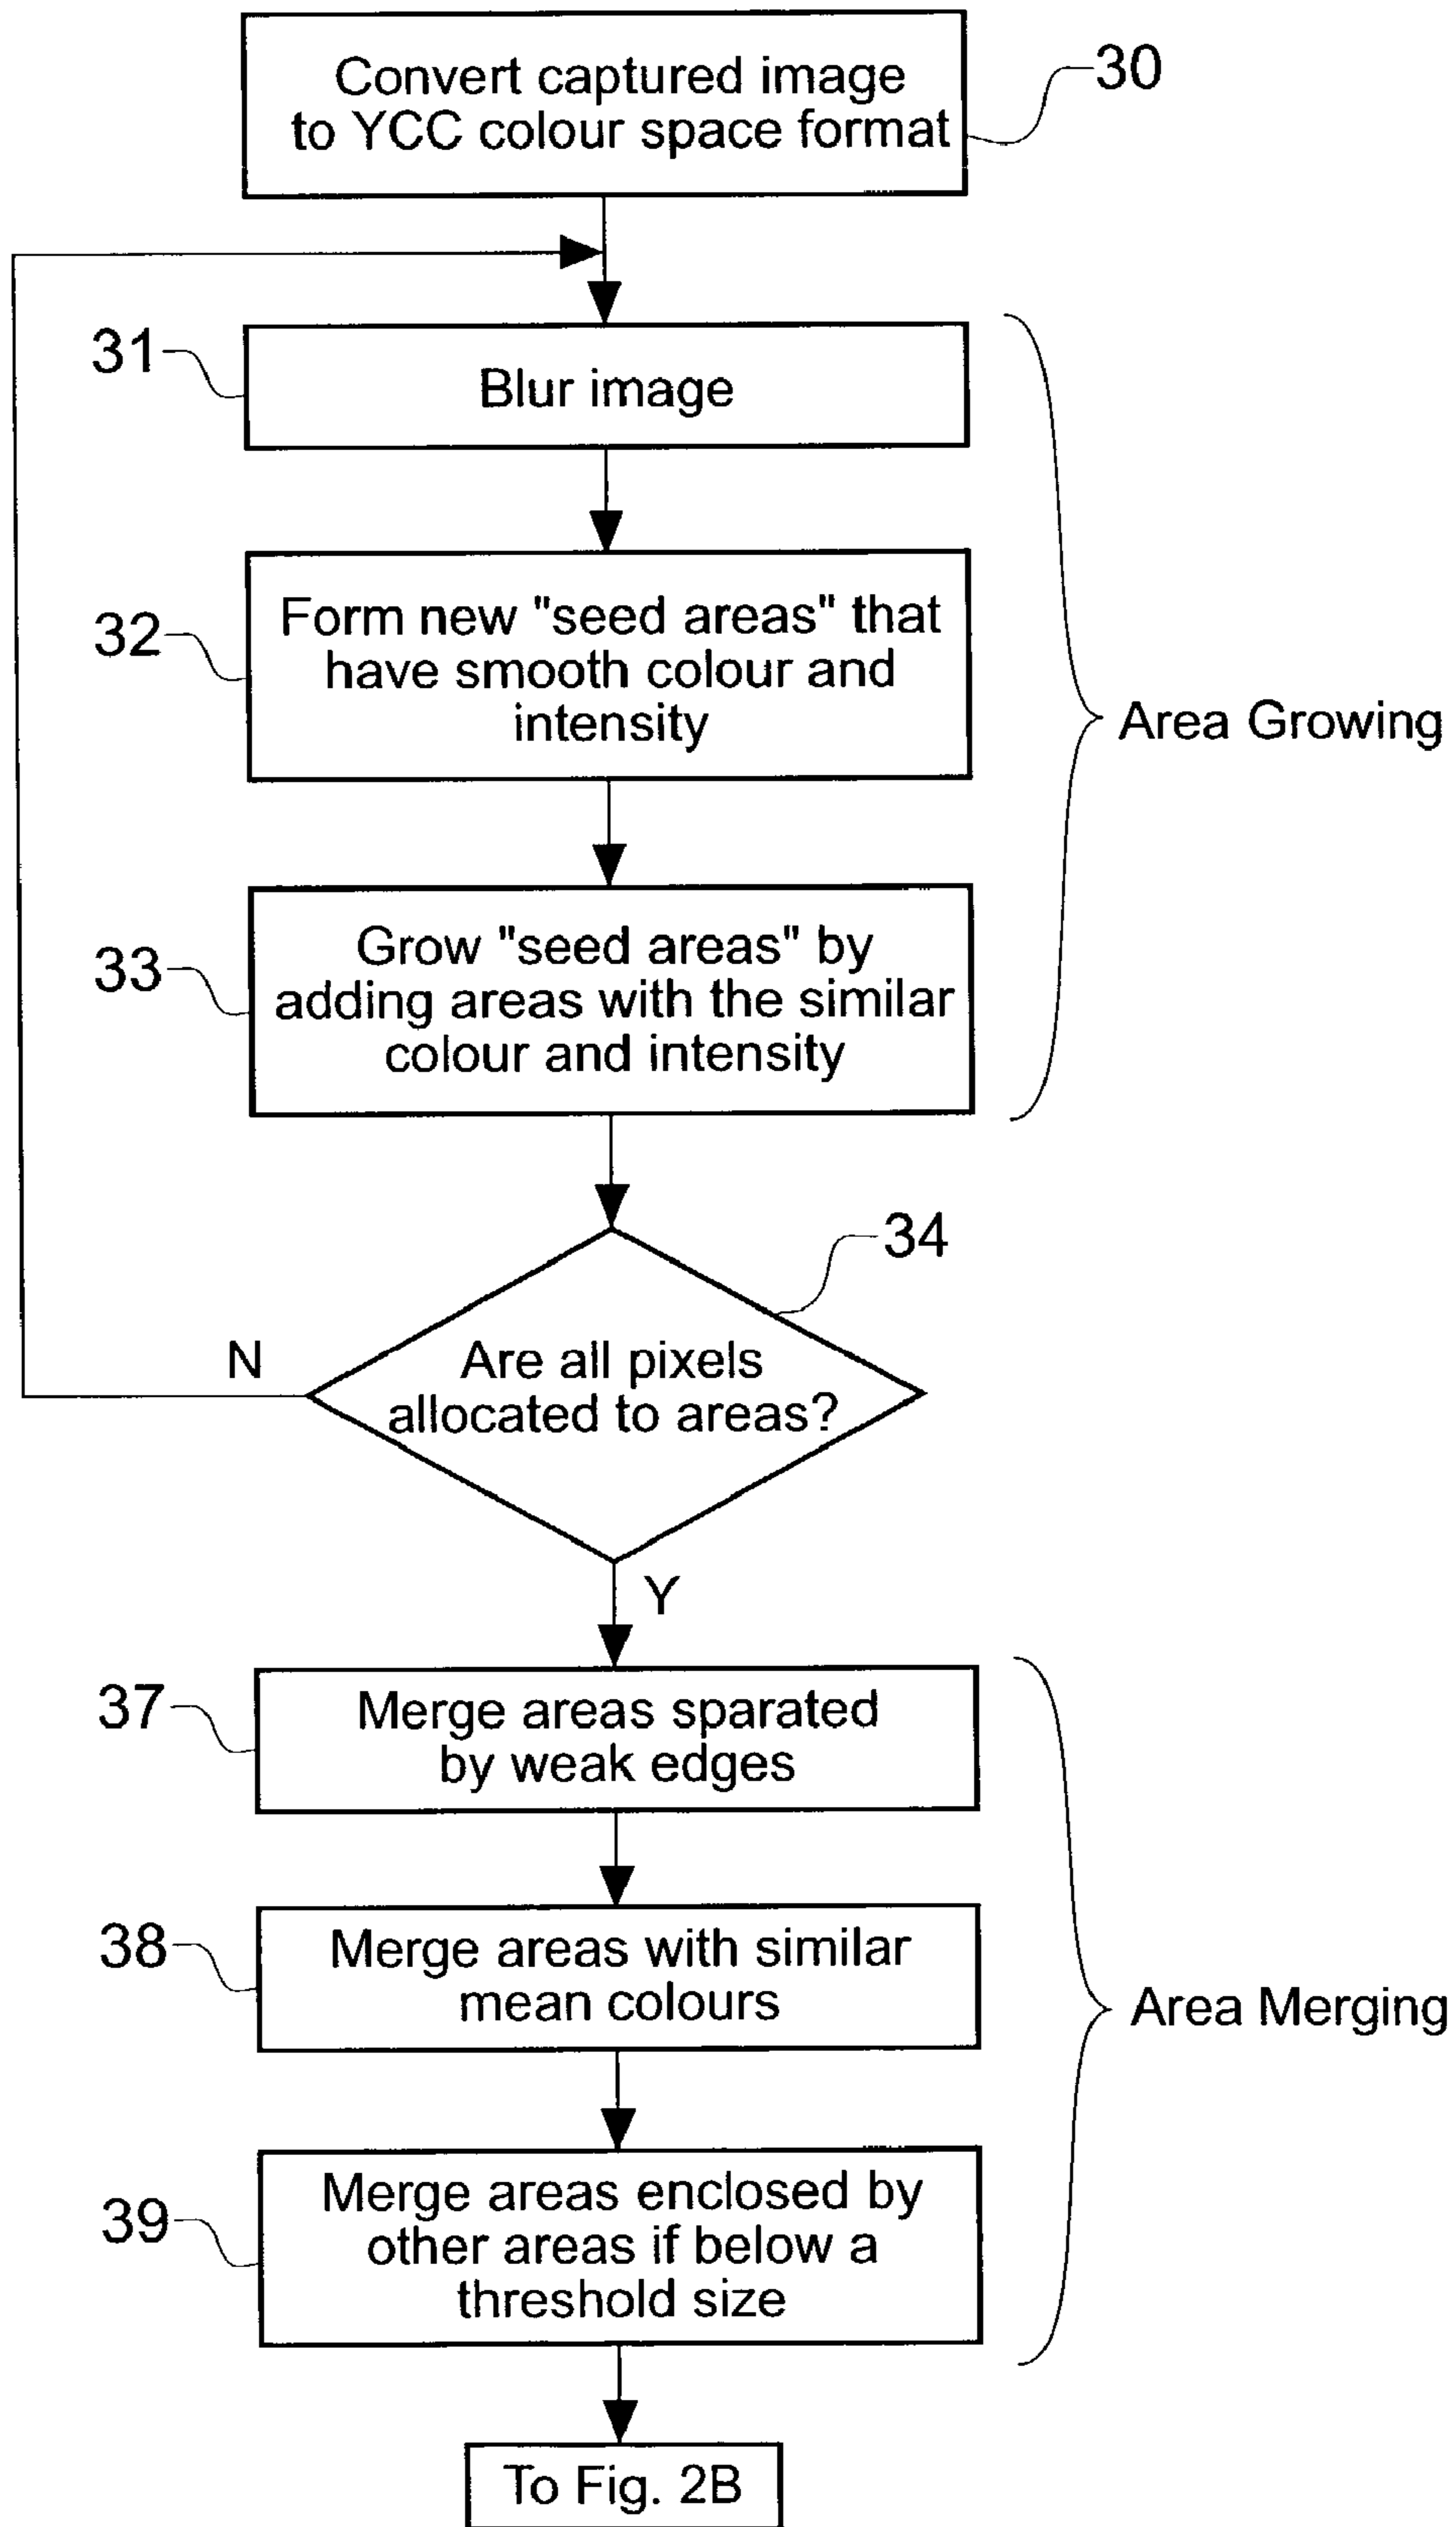 Convert captured image
to YCC colour space format
30
31
Blur image
32
Form new "seed areas" that
have smooth colour and
intensity
Area Growing
33
Grow "seed areas" by
adding areas with the similar
colour and intensity
34
N
Are all pixels
allocated to areas?
Y
37
Merge areas sparated
by weak edges
38
Merge areas with similar
mean colours
Area Merging
39
Merge areas enclosed by
other areas if below a
threshold size
To Fig. 2B